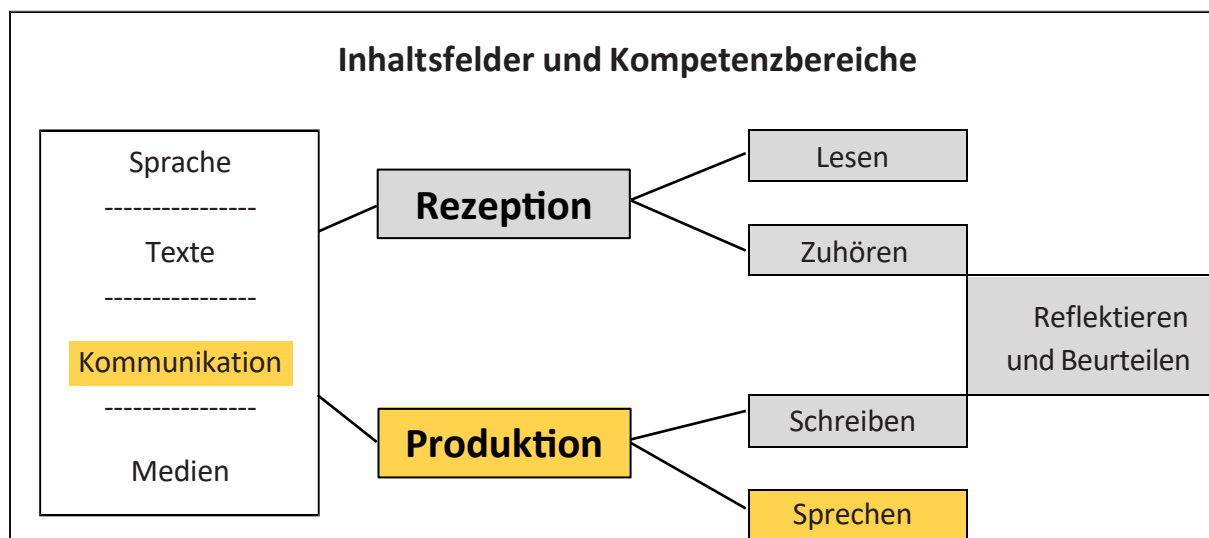 Inhaltsfelder und Kompetenzbereiche
Sprache
----------------
Texte
----------------
Kommunikation
----------------
Medien
Rezeption
Produktion
Lesen
Zuhören
Schreiben
Sprechen
Reflektieren
und Beurteilen